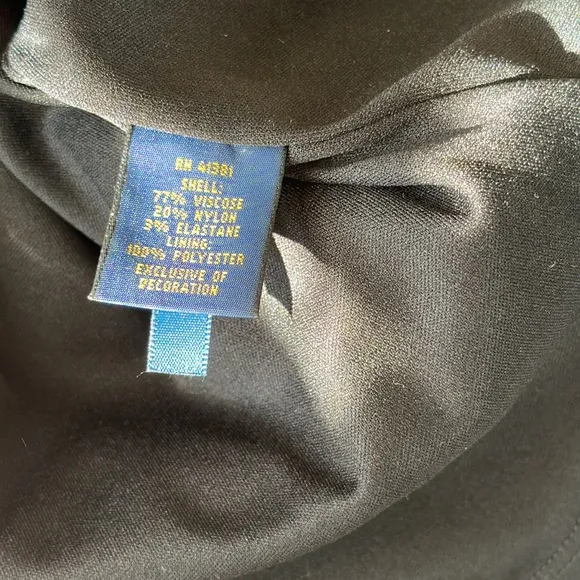 RN 41381
SHELL:
77% VISCOSE
20% NYLON
3% ELASTANE
LINING:
100% POLYESTER
EXCLUSIVE OF
DECORATION